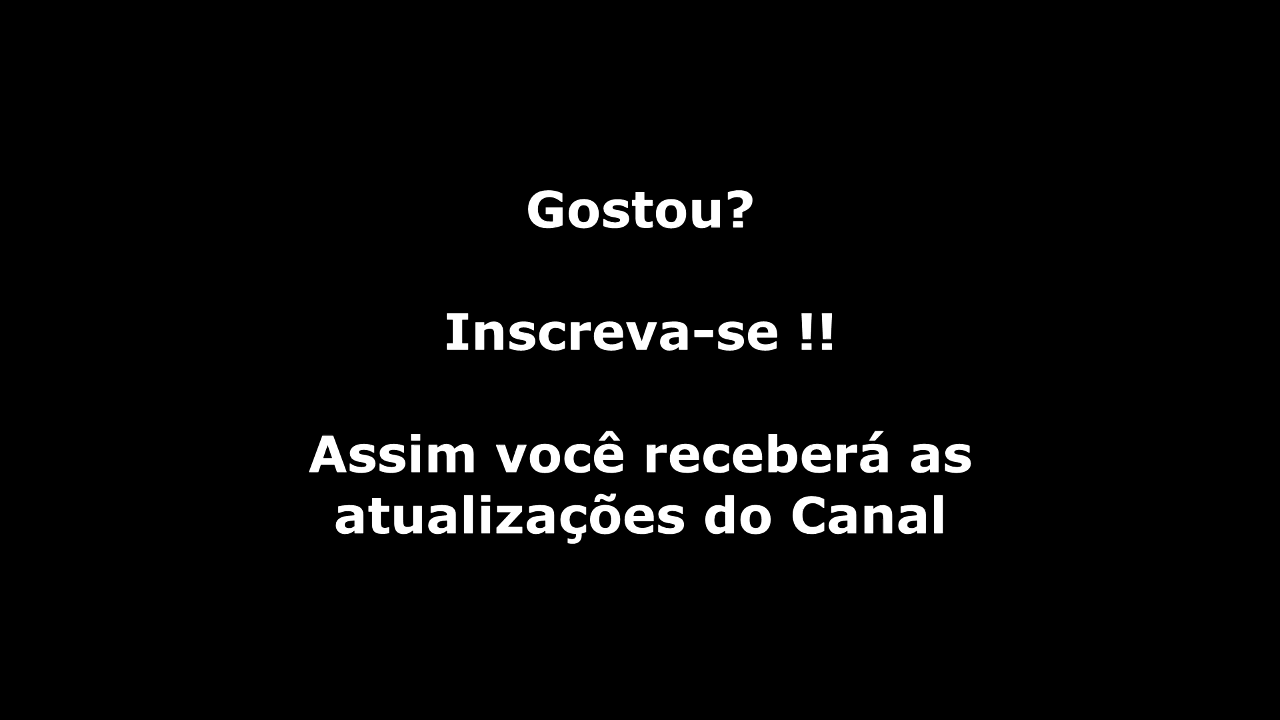 Gostou?
Inscreva-se !!
Assim você receberá as
atualizações do Canal